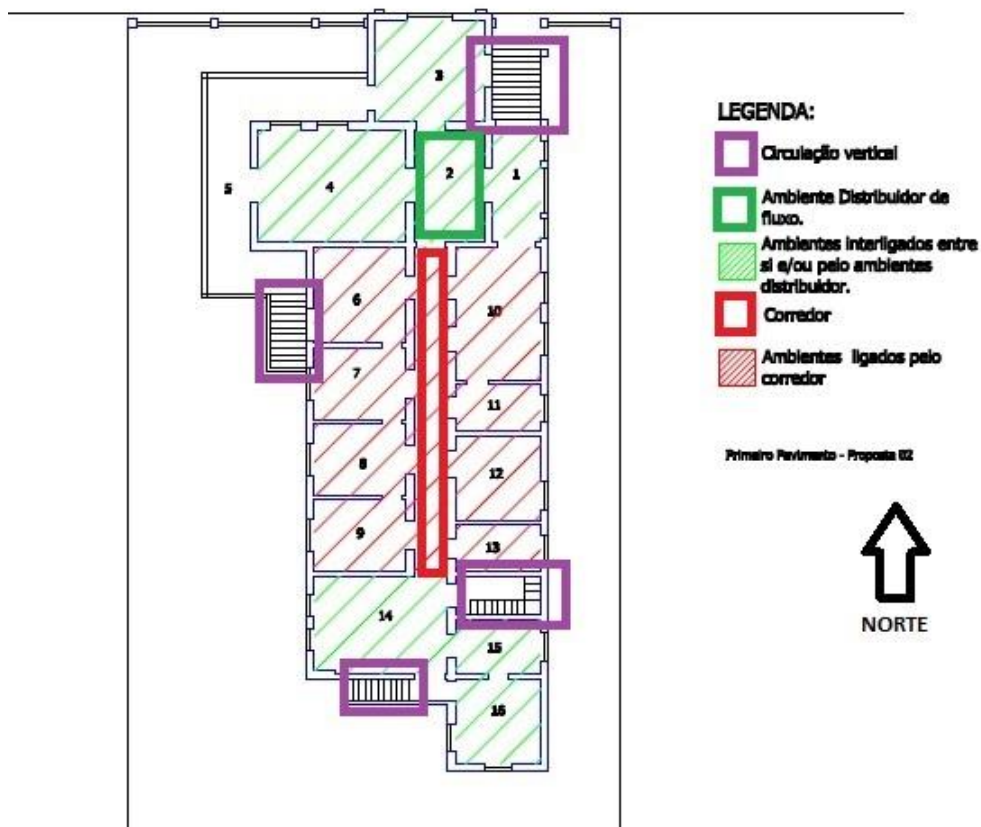 3
LEGENDA:
Circulação vertical
2
1
4
5
Ambiente Distribuidor de
fluxo.
Ambientes interligados entre
si e/ou pelo ambientes
distribuidor.
6
10
Corredor
7
Ambientes ligados pelo
corredor
11
8
12
Primeiro Pavimento - Proposta 02
9
13
14
NORTE
15
16